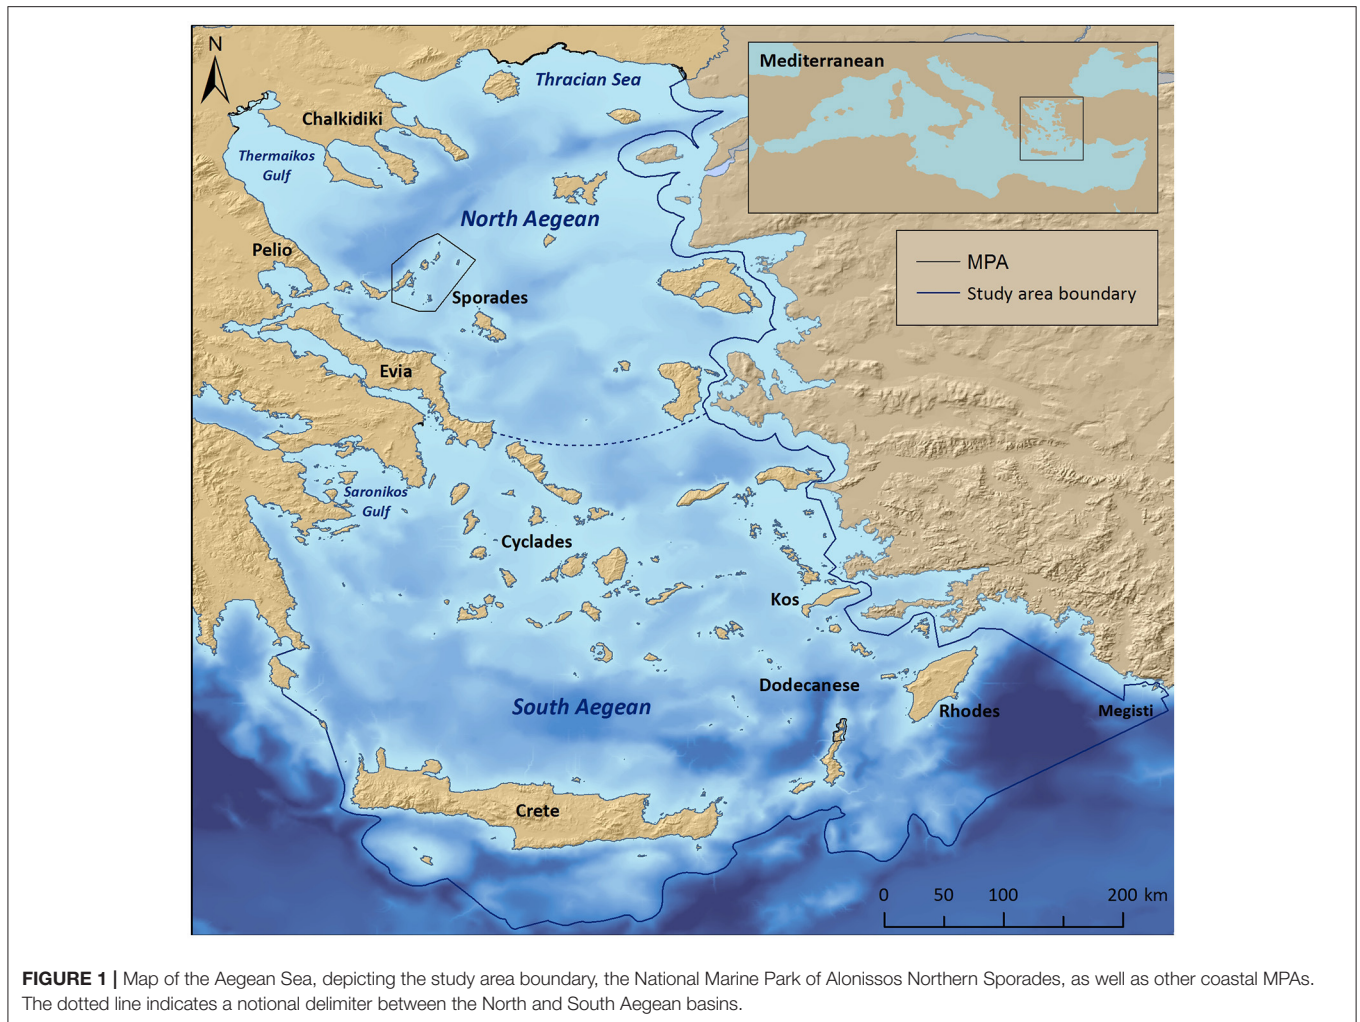 N
Thracian Sea
Mediterranean
Chalkidiki
Thermaikos
Gulf
North Aegean
Pelio
MPA
Sporades
Study area boundary
Evia
Saronikos
Gulf
Cyclades
Kos
Dodecanese
South Aegean
Rhodes
Megisti
Crete
0 50 100 200 km
FIGURE 1 | Map of the Aegean Sea, depicting the study area boundary, the National Marine Park of Alonissos Northern Sporades, as well as other coastal MPAs.
The dotted line indicates a notional delimiter between the North and South Aegean basins.